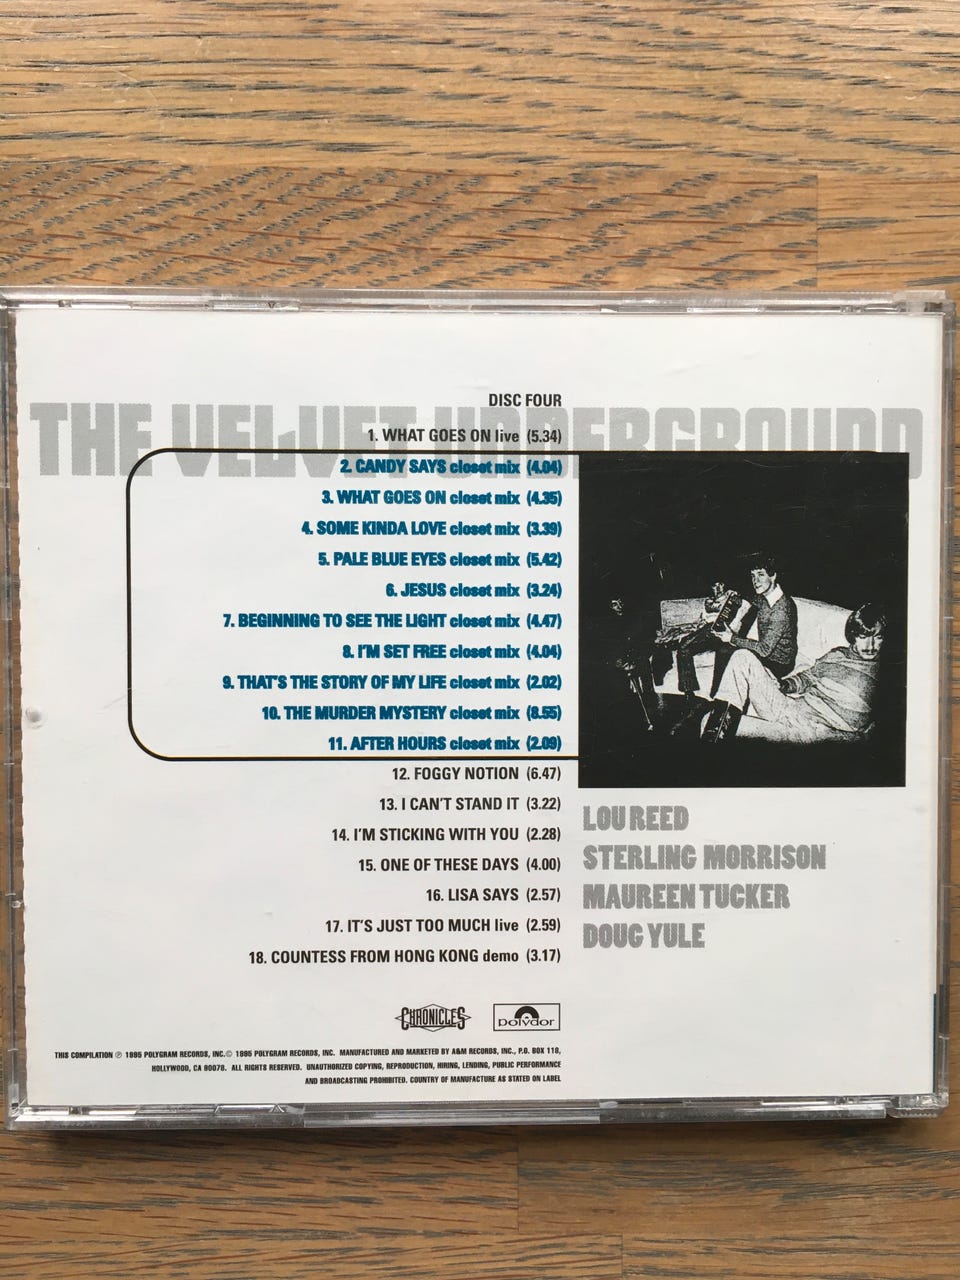 THE VELVET UNDERGROUND
DISC FOUR
1. WHAT GOES ON live (5.34)
2. CANDY SAYS closet mix (4.04)
3. WHAT GOES ON closet mix (4.35)
4. SOME KINDA LOVE closet mix (3.39)
5. PALE BLUE EYES closet mix (5.42)
6. JESUS closet mix (3.24)
7. BEGINNING TO SEE THE LIGHT closet mix (4.47)
8. I'M SET FREE closet mix (4.04)
9. THAT'S THE STORY OF MY LIFE closet mix (2.02)
10. THE MURDER MYSTERY closet mix (8.55)
11. AFTER HOURS closet mix (2.09)
12. FOGGY NOTION (6.47)
13. I CAN'T STAND IT (3.22)
14. I'M STICKING WITH YOU (2.28)
15. ONE OF THESE DAYS (4.00)
16. LISA SAYS (2.57)
17. IT'S JUST TOO MUCH live (2.59)
18. COUNTESS FROM HONG KONG demo (3.17)
LOU REED
STERLING MORRISON
MAUREEN TUCKER
DOUG YULE
CHRONICLES
polydor
THIS COMPILATION ℗ 1995 POLYGRAM RECORDS, INC.© 1995 POLYGRAM RECORDS, INC. MANUFACTURED AND MARKETED BY A&M RECORDS, INC., P.O. BOX 118,
HOLLYWOOD, CA 90078. ALL RIGHTS RESERVED. UNAUTHORIZED COPYING, REPRODUCTION, HIRING, LENDING, PUBLIC PERFORMANCE
AND BROADCASTING PROHIBITED. COUNTRY OF MANUFACTURE AS STATED ON LABEL